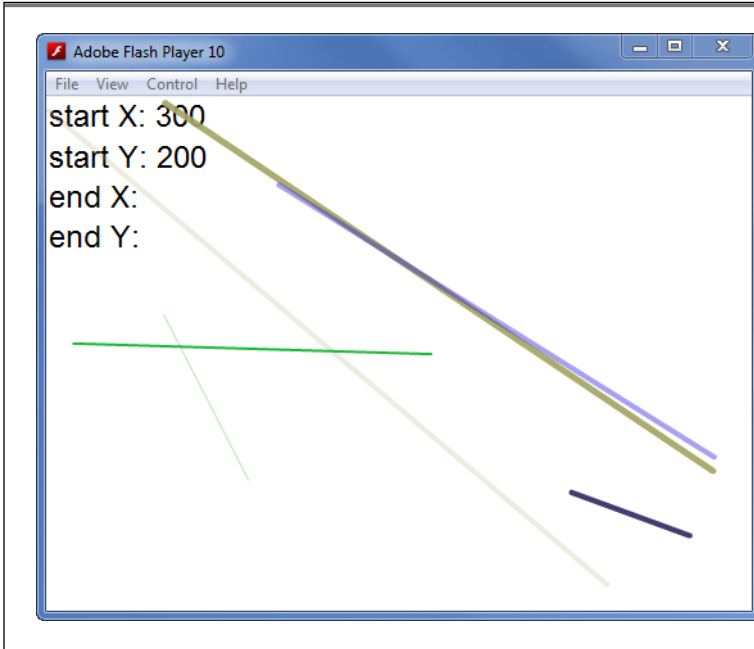 Adobe Flash Player 10
File View Control Help
start X: 300
start Y: 200
end X:
end Y: